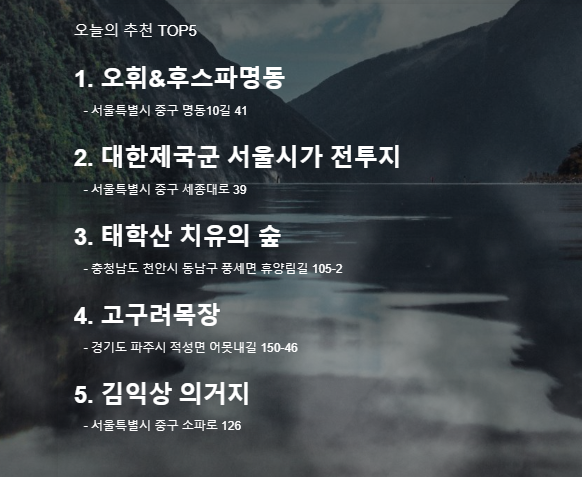 오늘의 추천 TOP5
1. 오휘&후스파명동
- 서울특별시 중구 명동10길 41
2. 대한제국군 서울시가 전투지
- 서울특별시 중구 세종대로 39
3. 태학산 치유의 숲
- 충청남도 천안시 동남구 풍세면 휴양림길 105-2
4. 고구려목장
- 경기도 파주시 적성면 어못내길 150-46
5. 김익상 의거지
- 서울특별시 중구 소파로 126